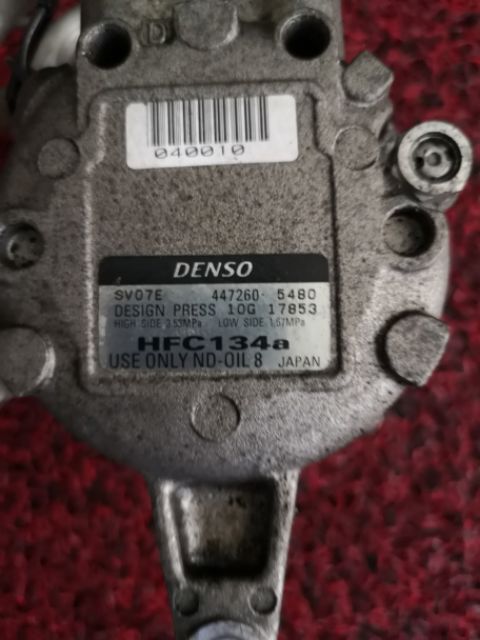 D
040010
DENSO
SV07E 447260-5480
DESIGN PRESS 10G 17853
HIGH SIDE 3.53MPa LOW SIDE 1.67MPa
HFC134a
USE ONLY ND-OIL 8 JAPAN